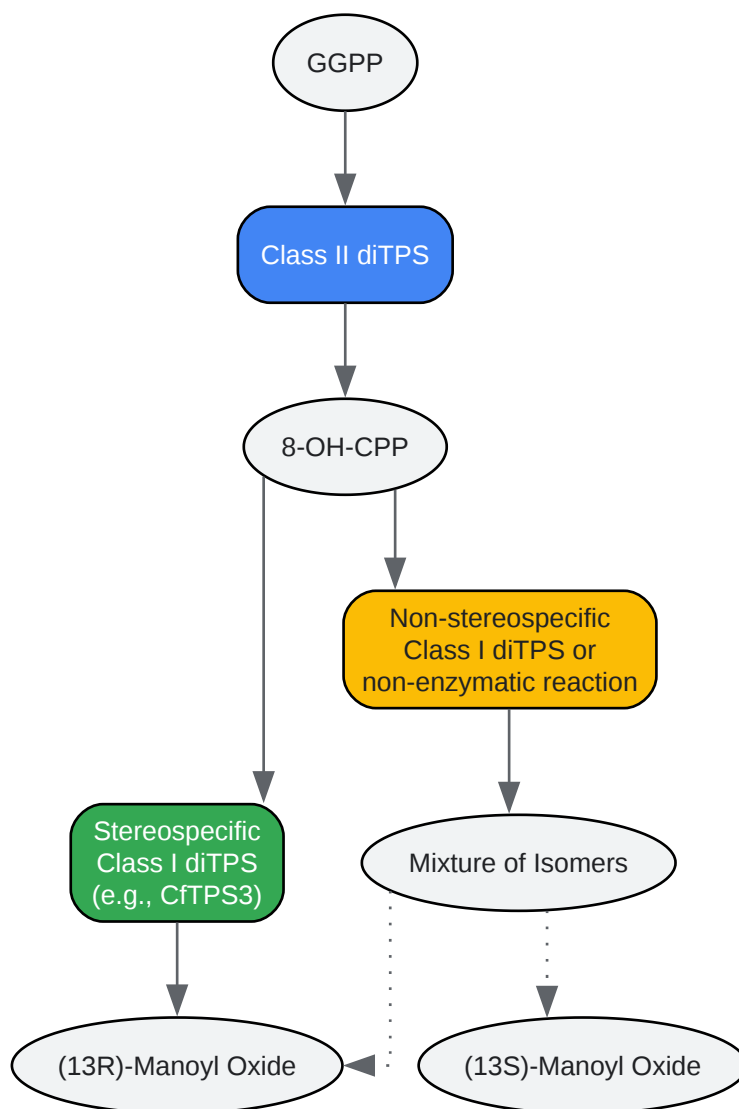 GGPP
Class II diTPS
8-OH-CPP
Non-stereospecific
Class I diTPS or
non-enzymatic reaction
Stereospecific
Class I diTPS
(e.g., CfTPS3)
Mixture of Isomers
(13R)-Manoyl Oxide
(13S)-Manoyl Oxide